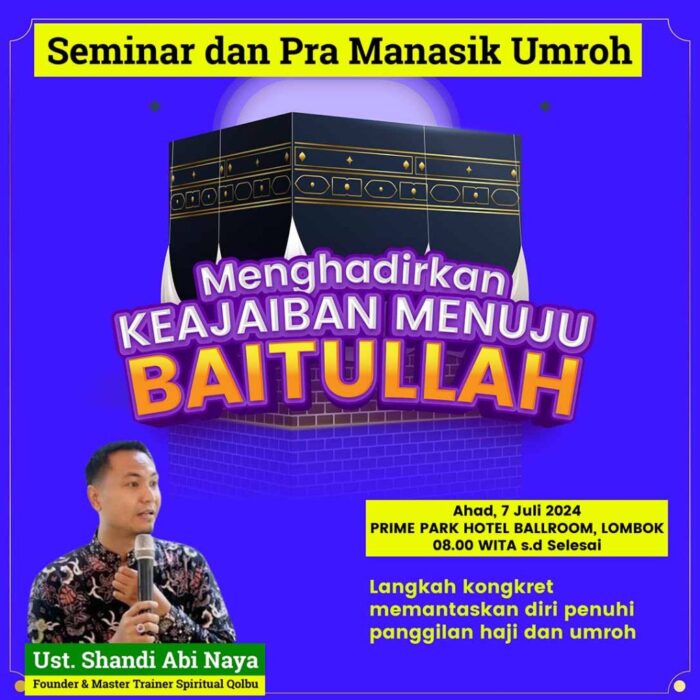 Seminar dan Pra Manasik Umroh
Menghadirkan
KEAJAIBAN MENUJU
BAITULLAH
Ahad, 7 Juli 2024
PRIME PARK HOTEL BALLROOM, LOMBOK
08.00 WITA s.d Selesai
Langkah kongkret
memantaskan diri penuhi
panggilan haji dan umroh
Ust. Shandi Abi Naya
Founder & Master Trainer Spiritual Qolbu